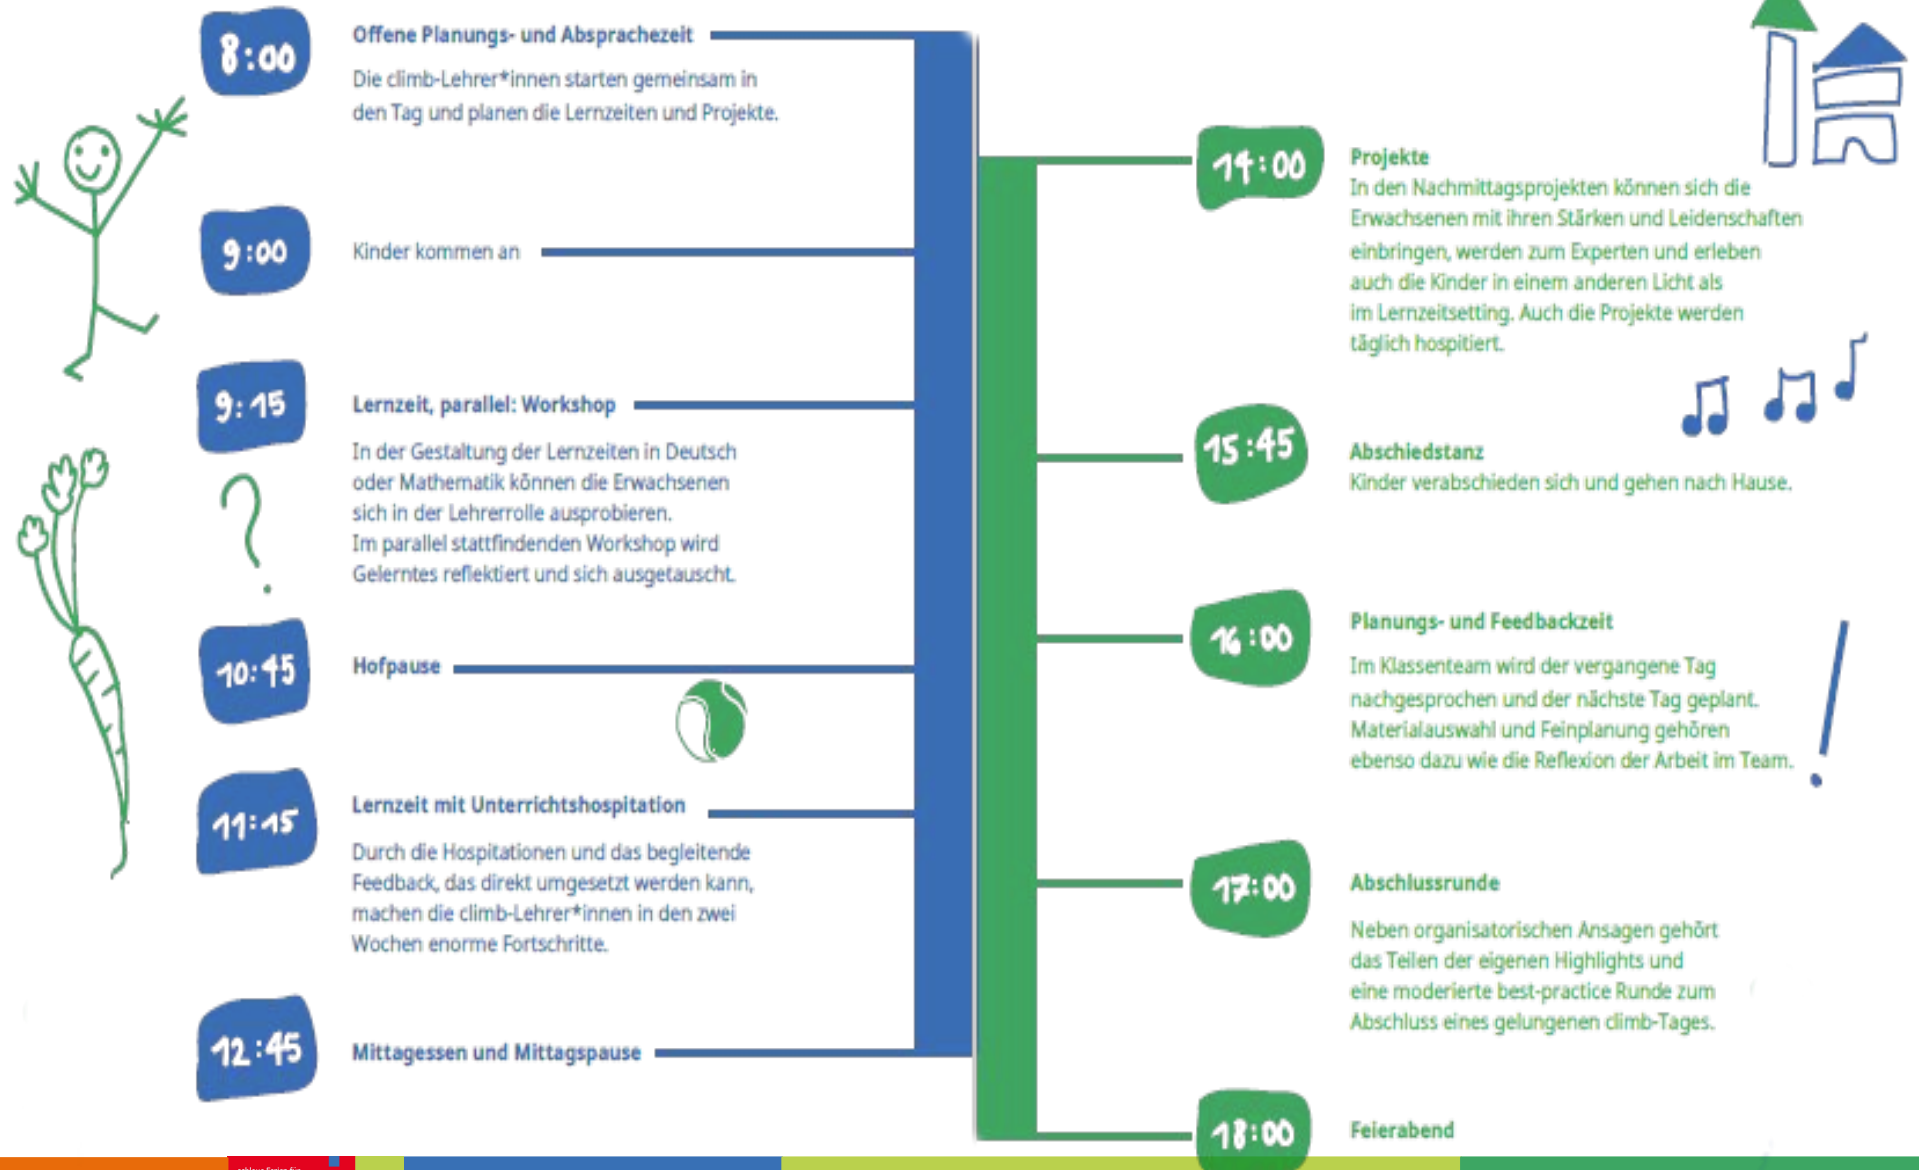 8:00
Offene Planungs- und Absprachezeit
Die climb-Lehrer*innen starten gemeinsam in
den Tag und planen die Lernzeiten und Projekte.
9:00
Kinder kommen an
9:15
Lernzeit, parallel: Workshop
In der Gestaltung der Lernzeiten in Deutsch
oder Mathematik können die Erwachsenen
sich in der Lehrerrolle ausprobieren.
Im parallel stattfindenden Workshop wird
Gelerntes reflektiert und sich ausgetauscht.
?
10:45
Hofpause
11:15
Lernzeit mit Unterrichtshospitation
Durch die Hospitationen und das begleitende
Feedback, das direkt umgesetzt werden kann,
machen die climb-Lehrer*innen in den zwei
Wochen enorme Fortschritte.
12:45
Mittagessen und Mittagspause
14:00
Projekte
In den Nachmittagsprojekten können sich die
Erwachsenen mit ihren Stärken und Leidenschaften
einbringen, werden zum Experten und erleben
auch die Kinder in einem anderen Licht als
im Lernzeitsetting. Auch die Projekte werden
täglich hospitiert.
15:45
Abschiedstanz
Kinder verabschieden sich und gehen nach Hause.
16:00
Planungs- und Feedbackzeit
Im Klassenteam wird der vergangene Tag
nachgesprochen und der nächste Tag geplant.
Materialauswahl und Feinplanung gehören
ebenso dazu wie die Reflexion der Arbeit im Team.
!
17:00
Abschlussrunde
Neben organisatorischen Ansagen gehört
das Teilen der eigenen Highlights und
eine moderierte best-practice Runde zum
Abschluss eines gelungenen climb-Tages.
18:00
Feierabend